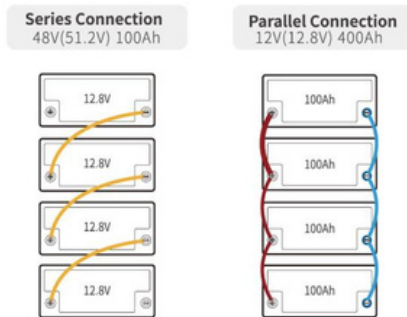 Series Connection
48V(51.2V) 100Ah
12.8V
12.8V
12.8V
12.8V
Parallel Connection
12V(12.8V) 400Ah
100Ah
100Ah
100Ah
100Ah